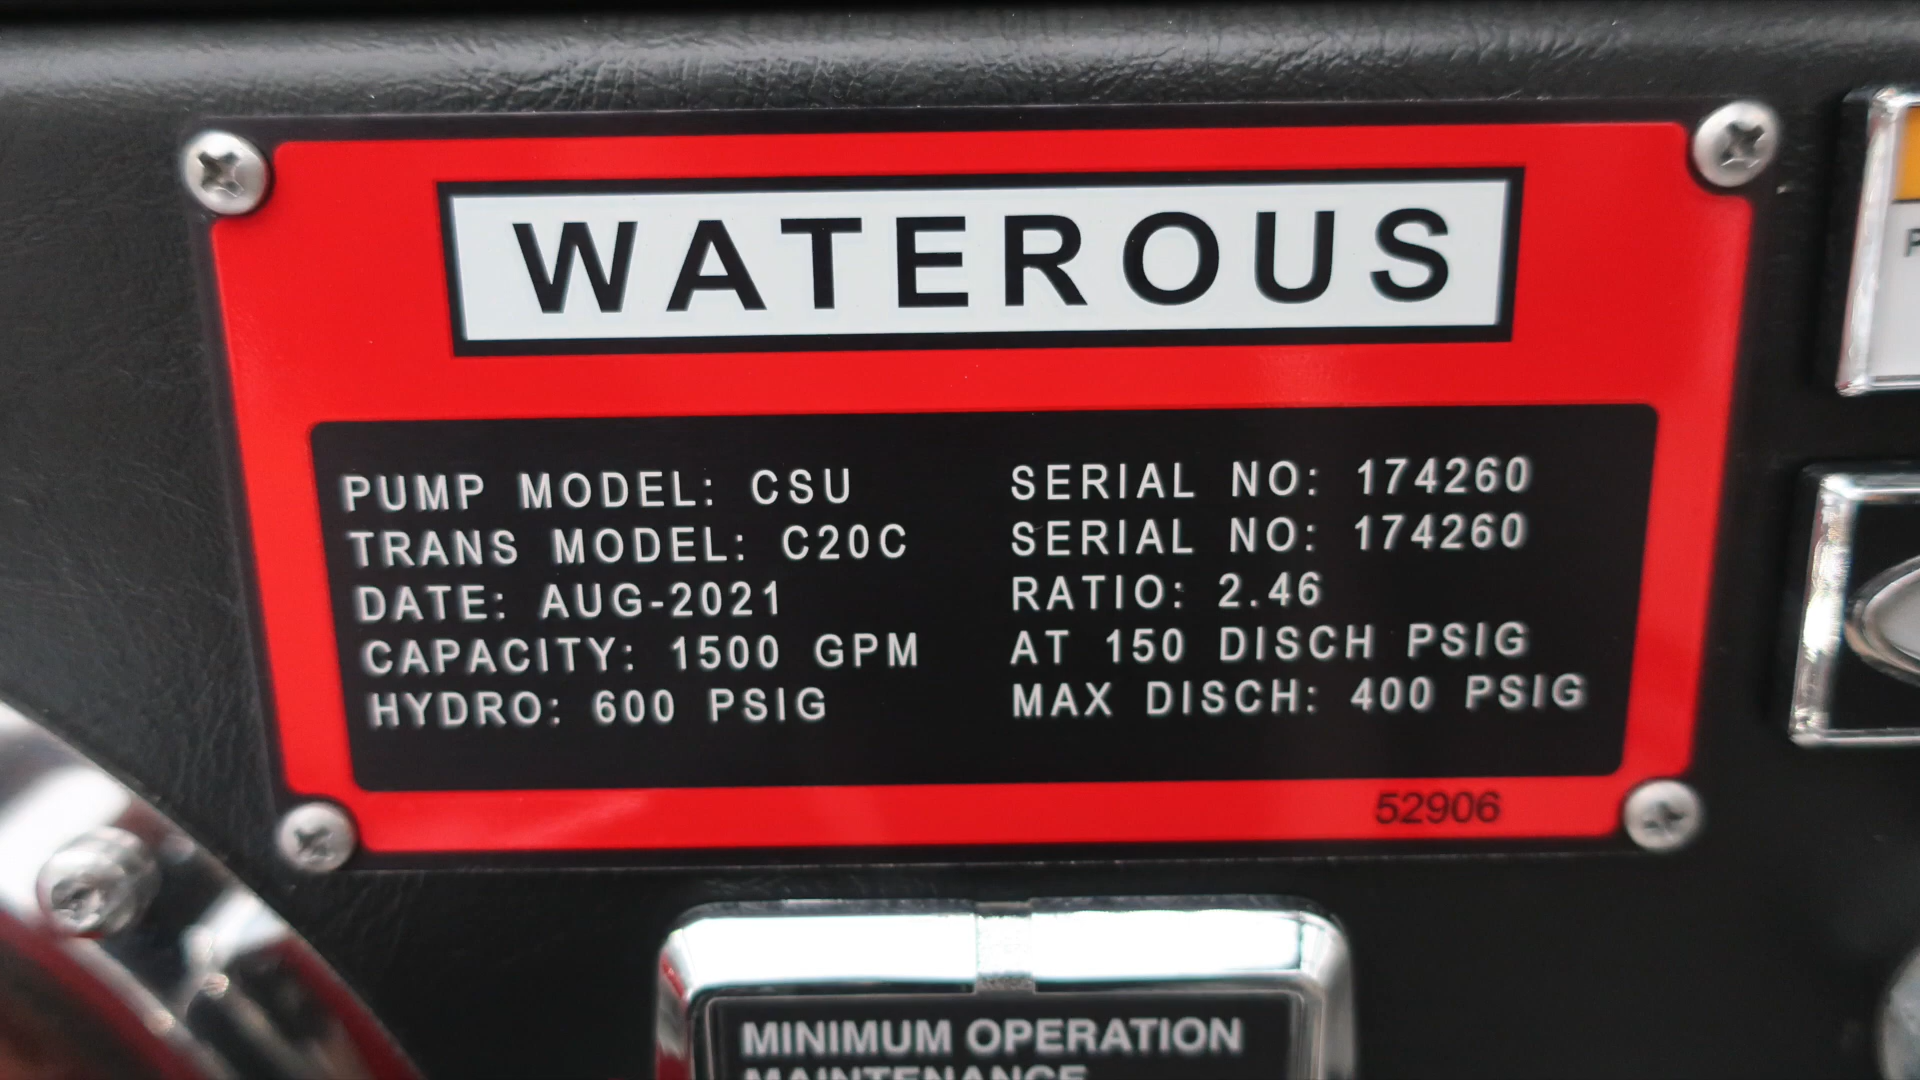 WATEROUS
PUMP MODEL: CSU SERIAL NO: 174260
TRANS MODEL: C20C SERIAL NO: 174260
DATE: AUG-2021 RATIO: 2.46
CAPACITY: 1500 GPM AT 150 DISCH PSIG
HYDRO: 600 PSIG MAX DISCH: 400 PSIG
52906
MINIMUM OPERATION
MAINTENANCE